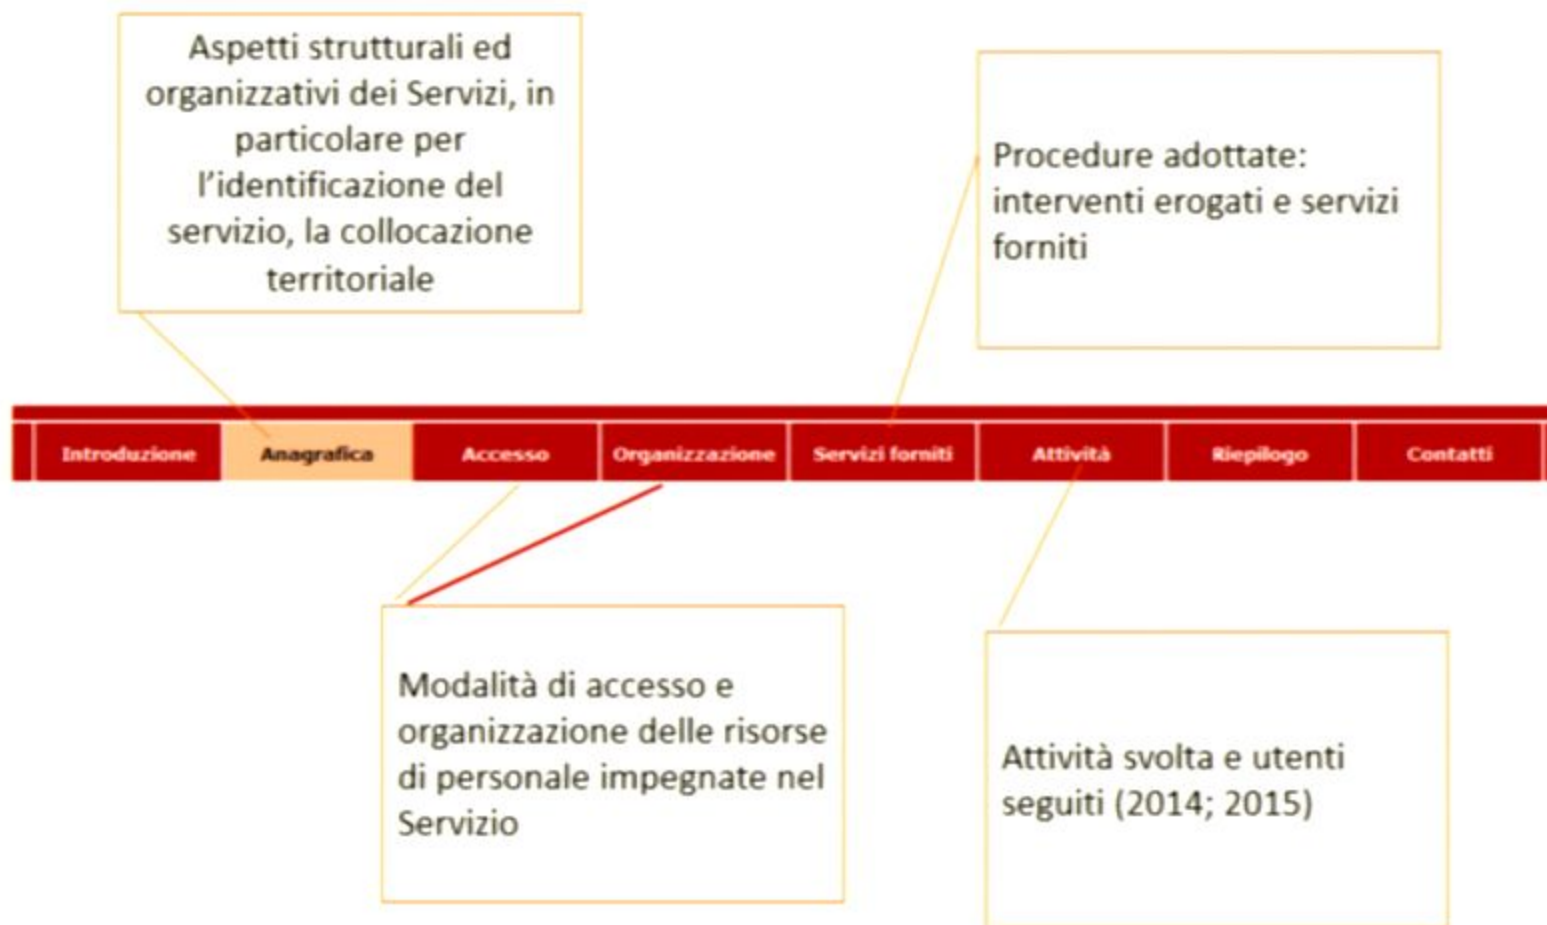 Aspetti strutturali ed
organizzativi dei Servizi, in
particolare per
l'identificazione del
servizio, la collocazione
territoriale
Procedure adottate:
interventi erogati e servizi
forniti
Introduzione
Anagrafica
Accesso
Organizzazione
Servizi forniti
Attività
Riepilogo
Contatti
Modalità di accesso e
organizzazione delle risorse
di personale impegnate nel
Servizio
Attività svolta e utenti
seguiti (2014; 2015)